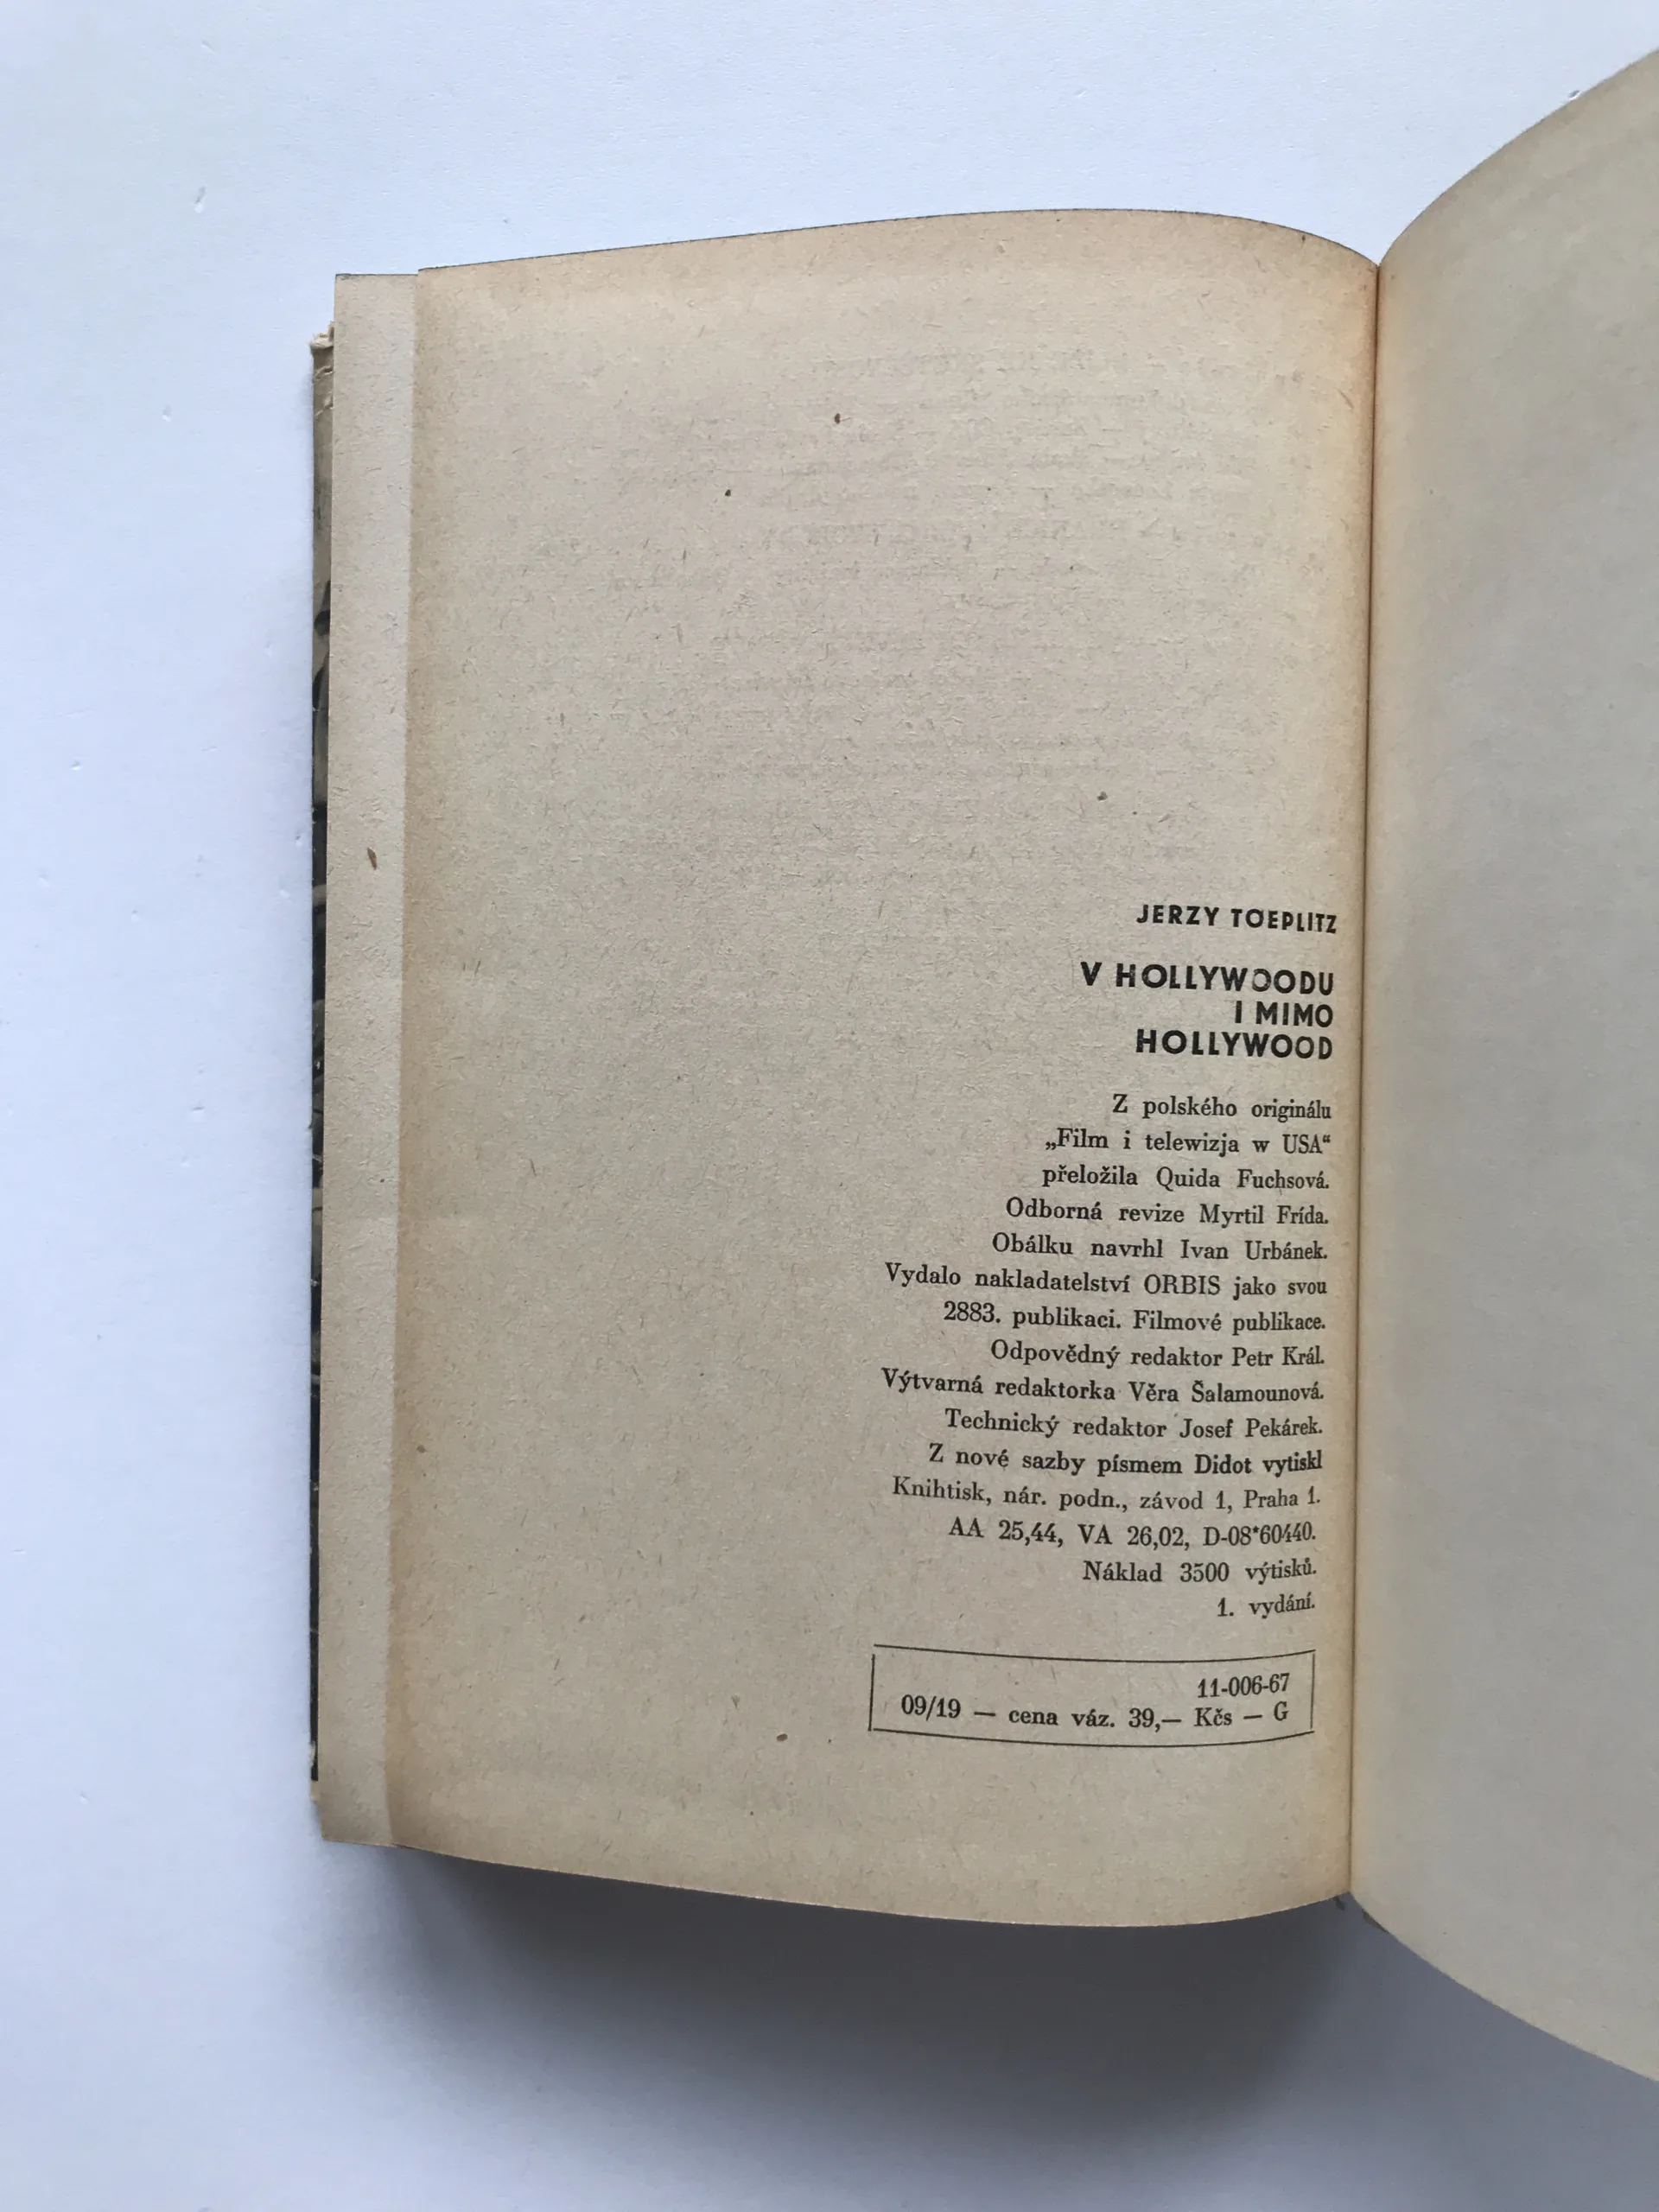 JERZY TOEPLITZ
V HOLLYWOODU
I MIMO
HOLLYWOOD
Z polského originálu
„Film i telewizja w USA“
přeložila Quida Fuchsová.
Odborná revize Myrtil Frída.
Obálku navrhl Ivan Urbánek.
Vydalo nakladatelství ORBIS jako svou
2883. publikaci. Filmové publikace.
Odpovědný redaktor Petr Král.
Výtvarná redaktorka Věra Šalamounová.
Technický redaktor Josef Pekárek.
Z nové sazby písmem Didot vytiskl
Knihtisk, nár. podn., závod 1, Praha 1.
AA 25,44, VA 26,02, D-08*60440.
Náklad 3500 výtisků.
1. vydání.
11-006-67
09/19 — cena váz. 39,— Kčs — G